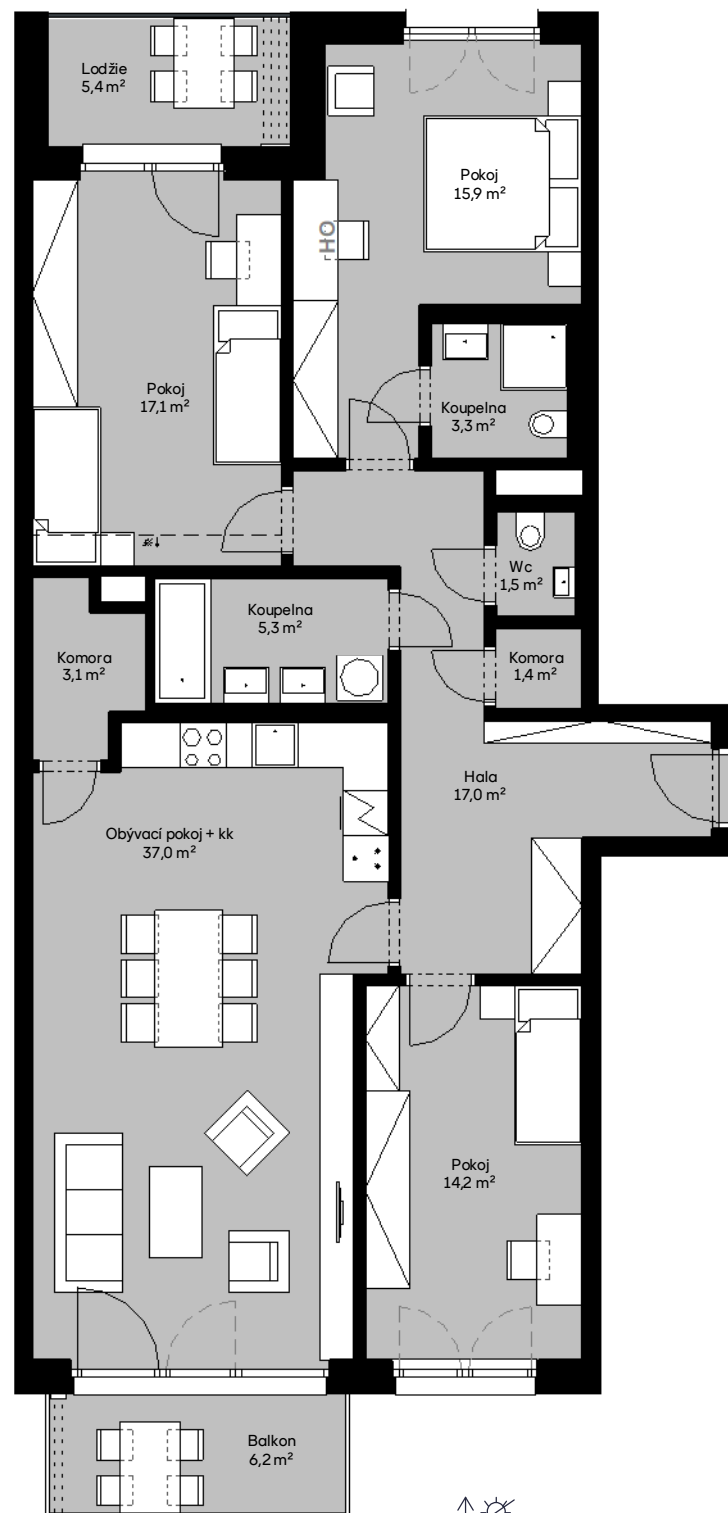 Lodžie
5,4 m²
Pokoj
15,9 m²
HO
Pokoj
17,1 m²
Koupelna
3,3 m²
Wc
1,5 m²
Koupelna
5,3 m²
Komora
3,1 m²
Komora
1,4 m²
Hala
17,0 m²
Obývací pokoj + kk
37,0 m²
Pokoj
14,2 m²
Balkon
6,2 m²